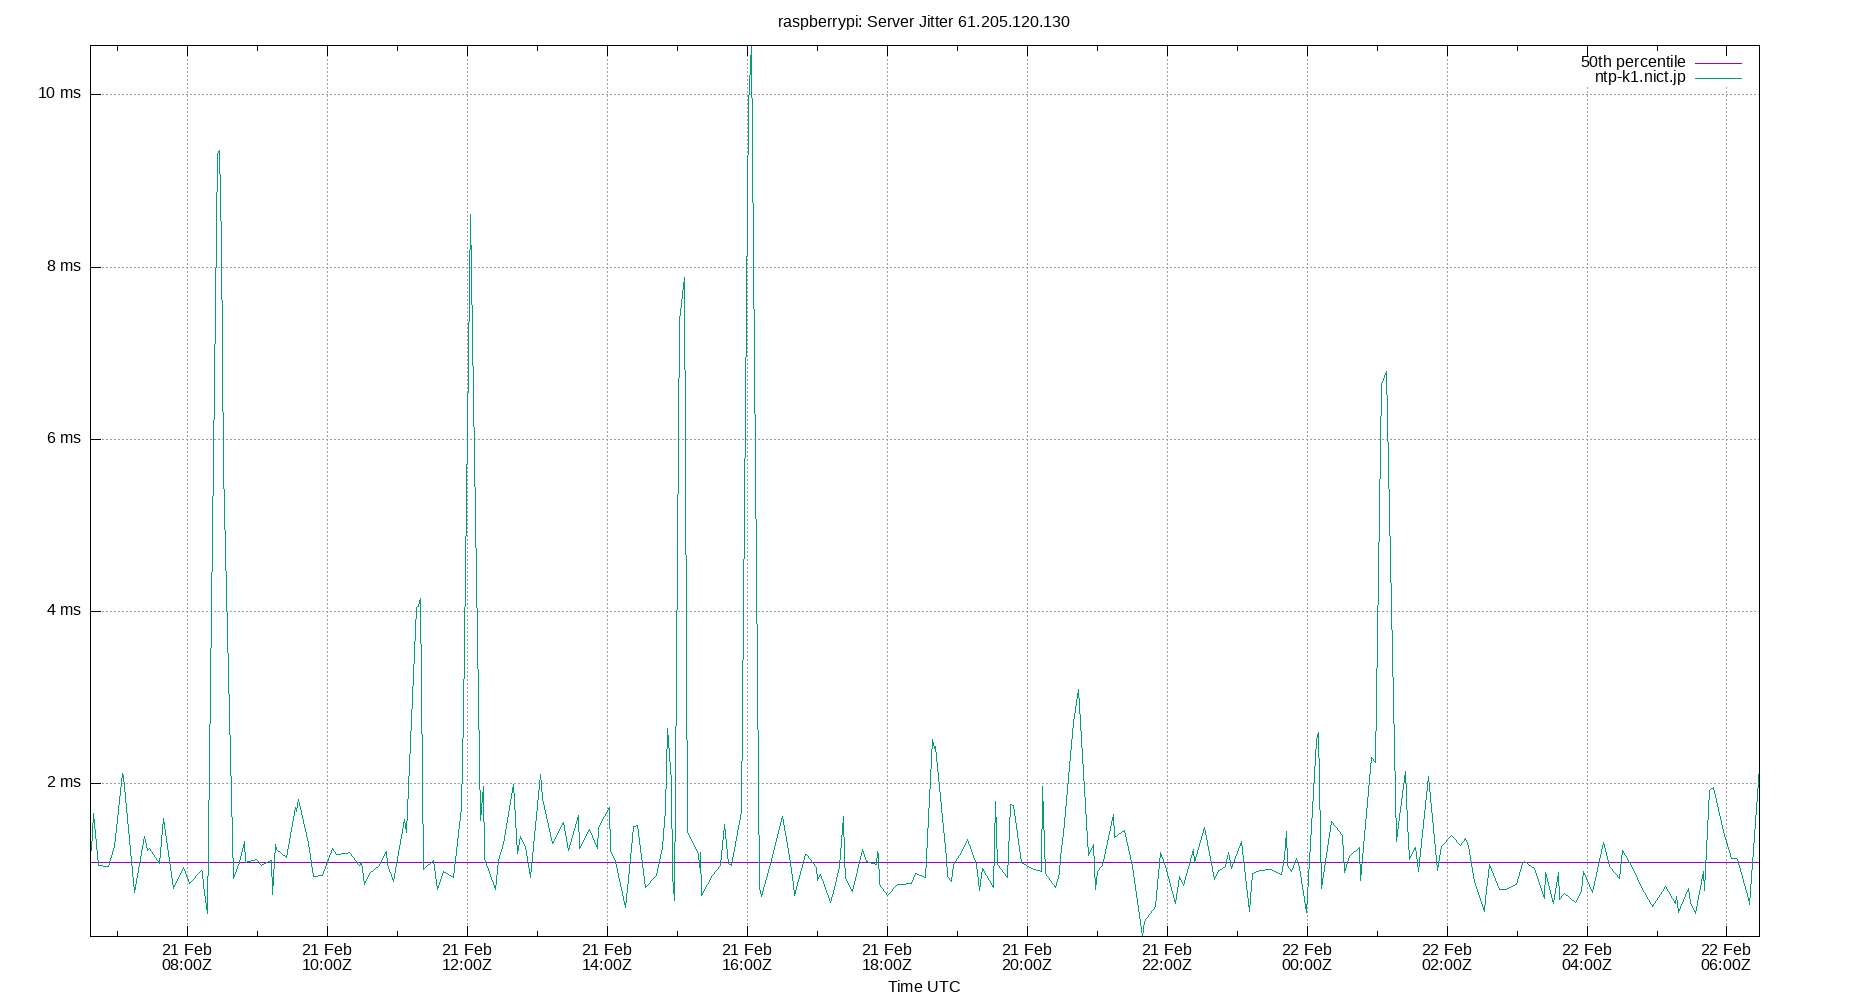 raspberrypi: Server Jitter 61.205.120.130
50th percentile
ntp-k1.nict.jp
10 ms
8 ms
6 ms
4 ms
2 ms
21 Feb 21 Feb 21 Feb 21 Feb 21 Feb 21 Feb 21 Feb 21 Feb 22 Feb 22 Feb 22 Feb 22 Feb
08:00Z 10:00Z 12:00Z 14:00Z 16:00Z 18:00Z 20:00Z 22:00Z 00:00Z 02:00Z 04:00Z 06:00Z
Time UTC